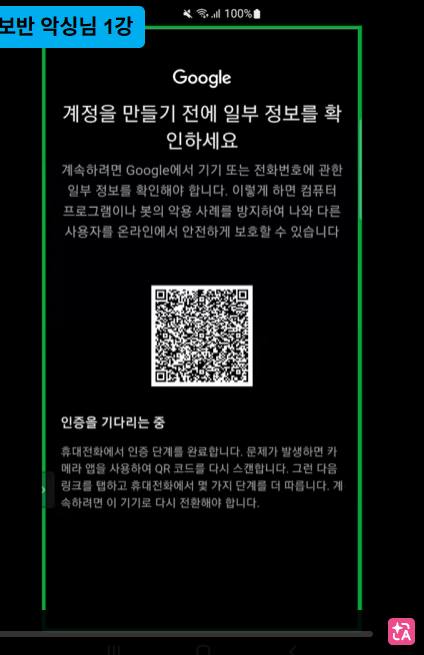 보반 악싱님 1강
100%
Google
계정을 만들기 전에 일부 정보를 확
인하세요
계속하려면 Google에서 기기 또는 전화번호에 관한
일부 정보를 확인해야 합니다. 이렇게 하면 컴퓨터
프로그램이나 봇의 악용 사례를 방지하여 나와 다른
사용자를 온라인에서 안전하게 보호할 수 있습니다
인증을 기다리는 중
휴대전화에서 인증 단계를 완료합니다. 문제가 발생하면 카
메라 앱을 사용하여 QR 코드를 다시 스캔합니다. 그런 다음
링크를 탭하고 휴대전화에서 몇 가지 단계를 더 따릅니다. 계
속하려면 이 기기로 다시 전환해야 합니다.
A